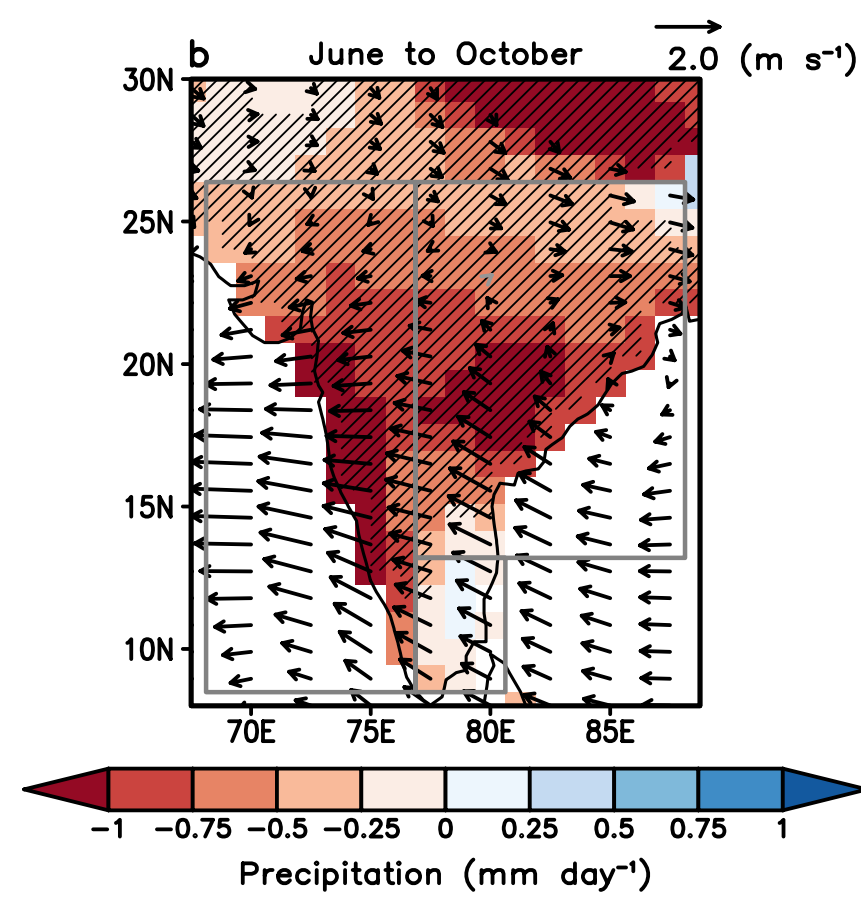 b June to October
2.0 (m s⁻¹)
30N
25N
20N
15N
10N
70E 75E 80E 85E
−1 −0.75 −0.5 −0.25 0 0.25 0.5 0.75 1
Precipitation (mm day⁻¹)